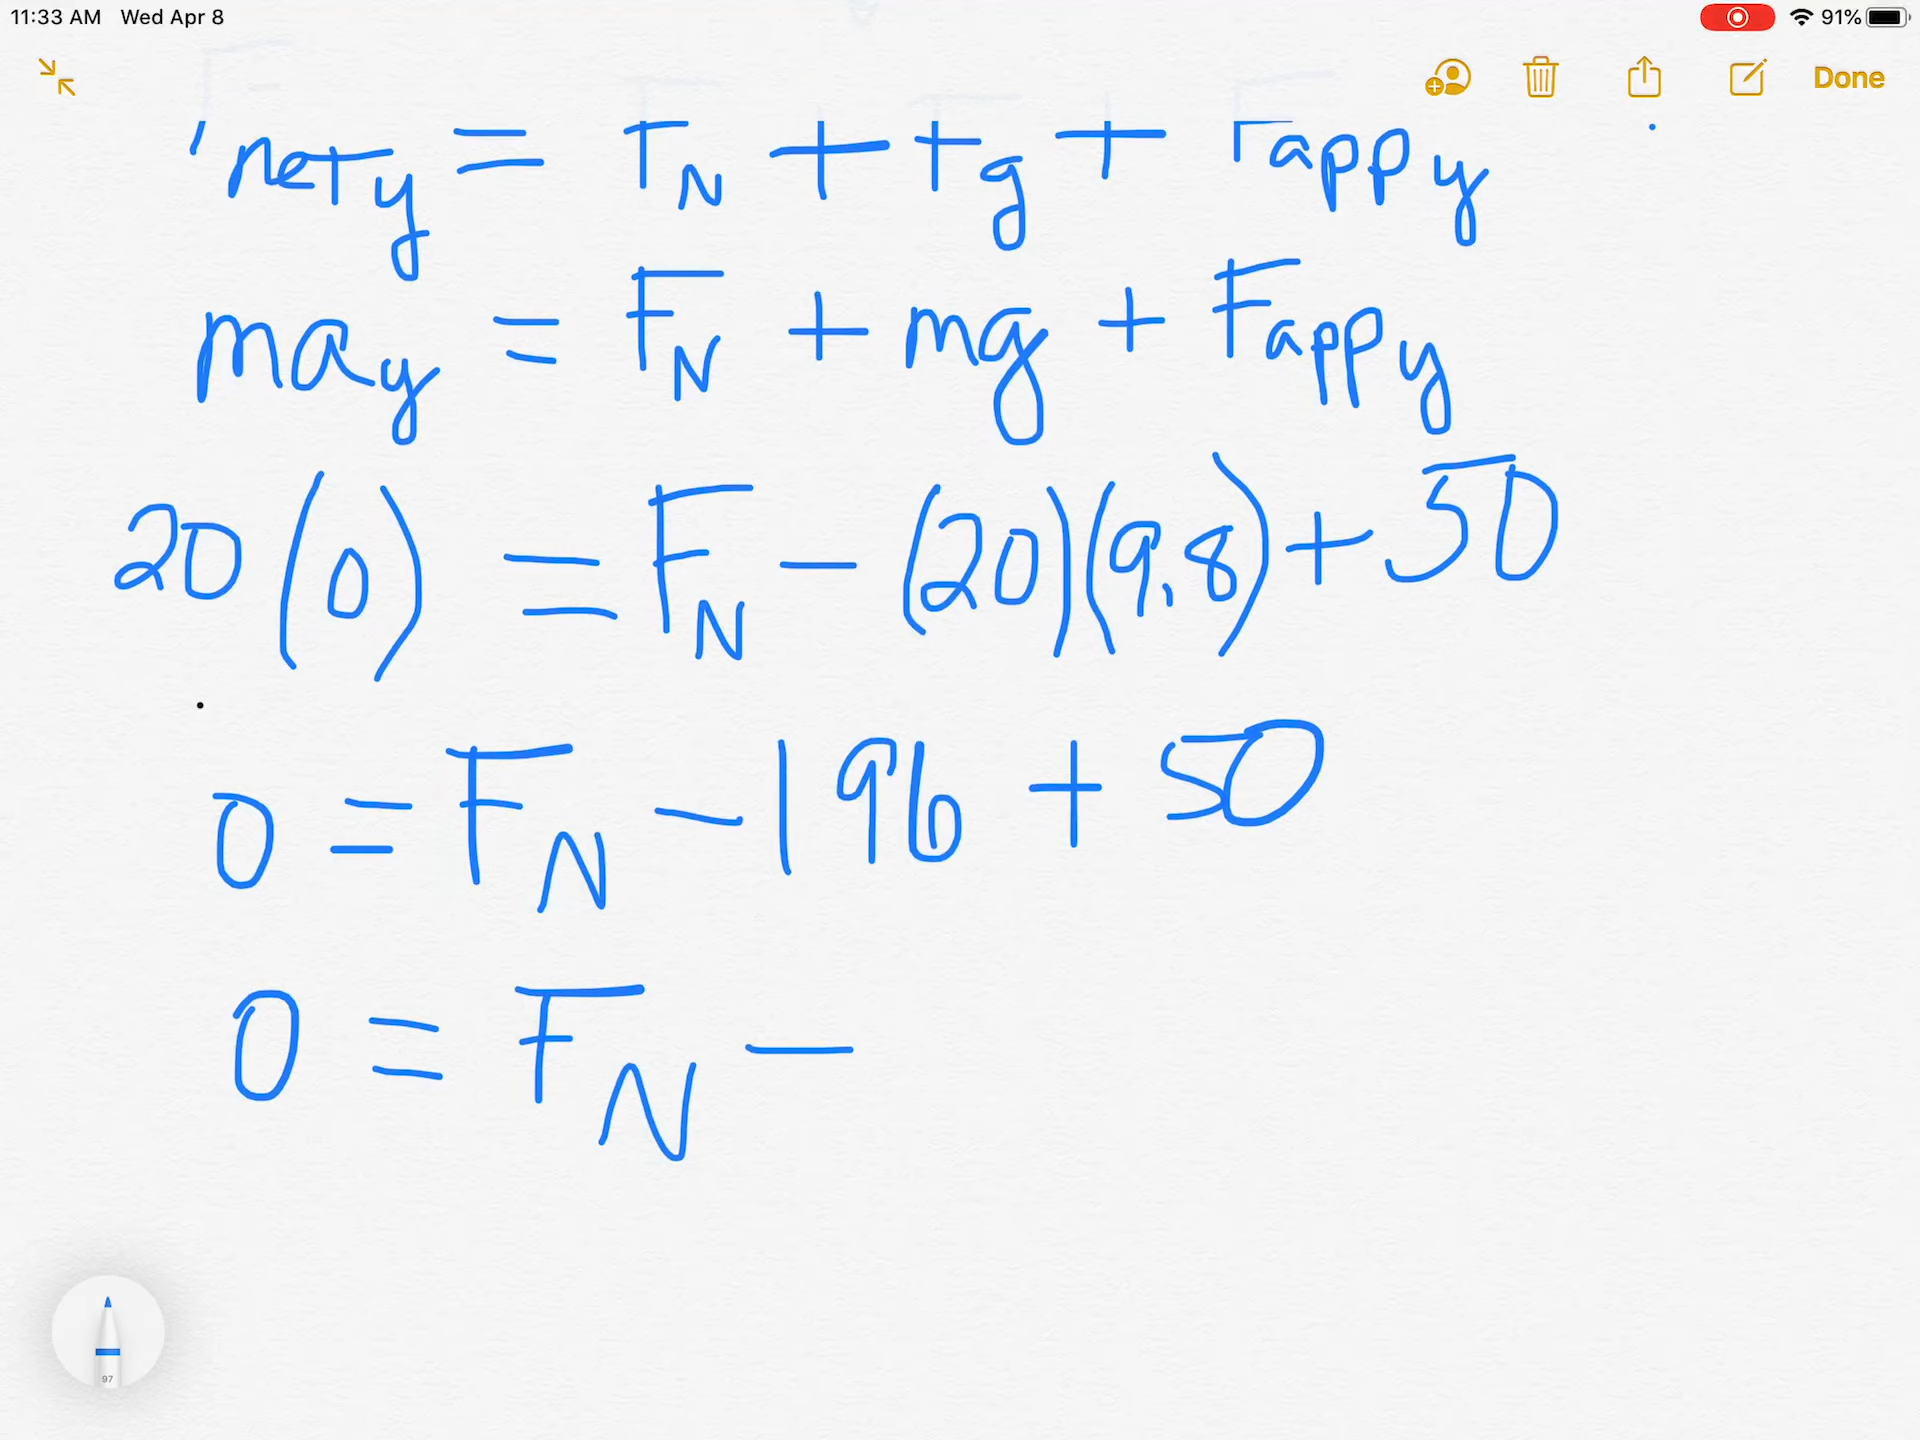 11:33 AM Wed Apr 8 91%
Done
Fnety = FN + Fg + Fappy
may = FN + mg + Fappy
20 (0) = FN - (20)(9.8) + 50
0 = FN - 196 + 50
0 = FN -
97